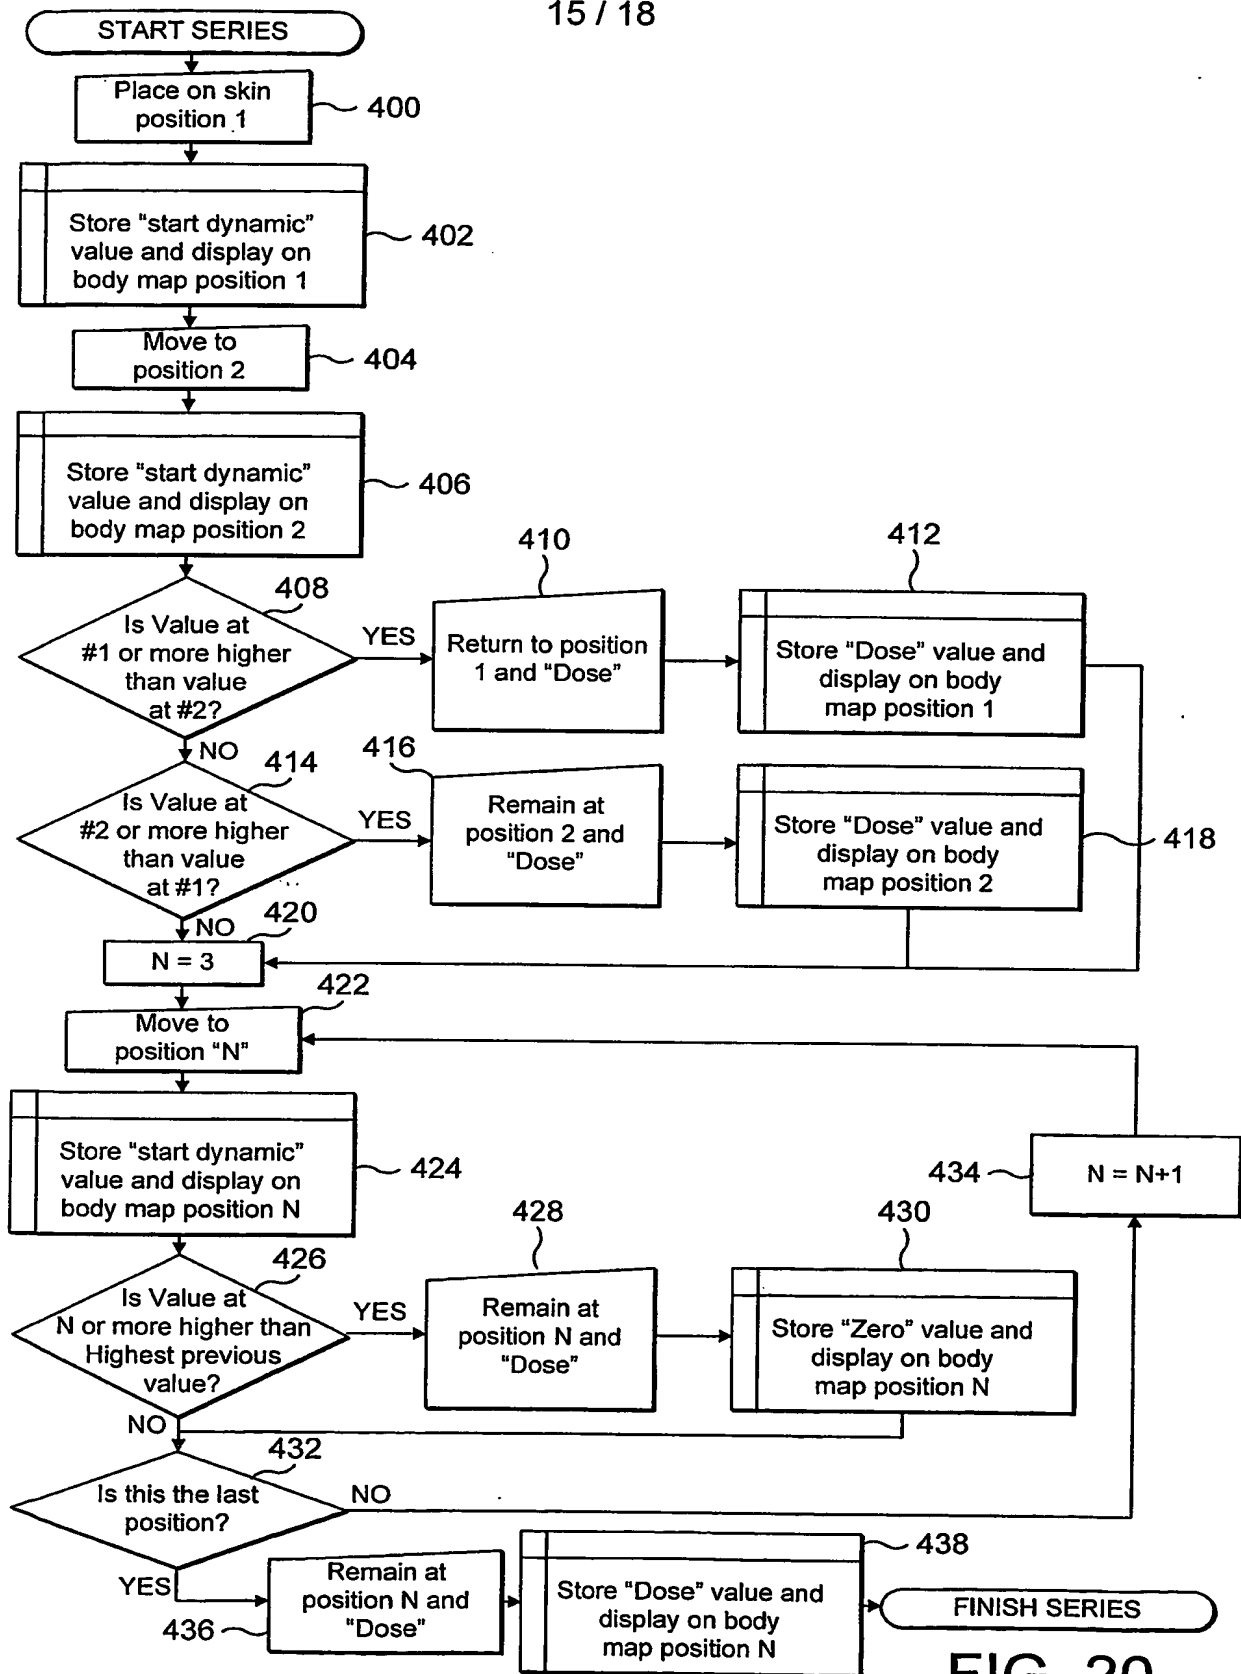 15 / 18
START SERIES
Place on skin
position 1
400
Store "start dynamic"
value and display on
body map position 1
402
Move to
position 2
404
Store "start dynamic"
value and display on
body map position 2
406
408
Is Value at
#1 or more higher
than value
at #2?
YES
NO
410
Return to position
1 and "Dose"
412
Store "Dose" value and
display on body
map position 1
414
Is Value at
#2 or more higher
than value
at #1?
YES
NO
416
Remain at
position 2 and
"Dose"
Store "Dose" value and
display on body
map position 2
418
420
N = 3
422
Move to
position "N"
Store "start dynamic"
value and display on
body map position N
424
434
N = N+1
426
Is Value at
N or more higher than
Highest previous
value?
YES
NO
428
Remain at
position N and
"Dose"
430
Store "Zero" value and
display on body
map position N
432
Is this the last
position?
NO
YES
436
Remain at
position N and
"Dose"
438
Store "Dose" value and
display on body
map position N
FINISH SERIES
FIG. 20